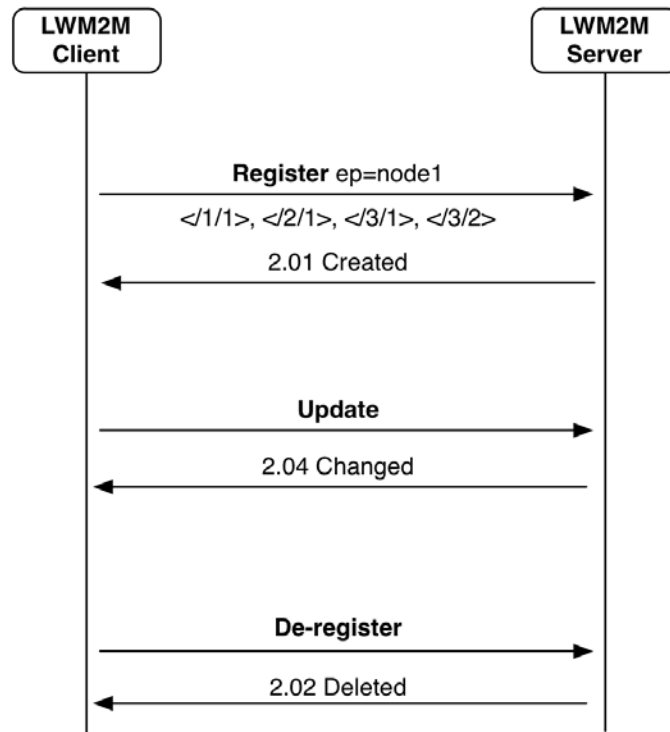 LWM2M
Client
LWM2M
Server
Register ep=node1
</1/1>, </2/1>, </3/1>, </3/2>
2.01 Created
Update
2.04 Changed
De-register
2.02 Deleted